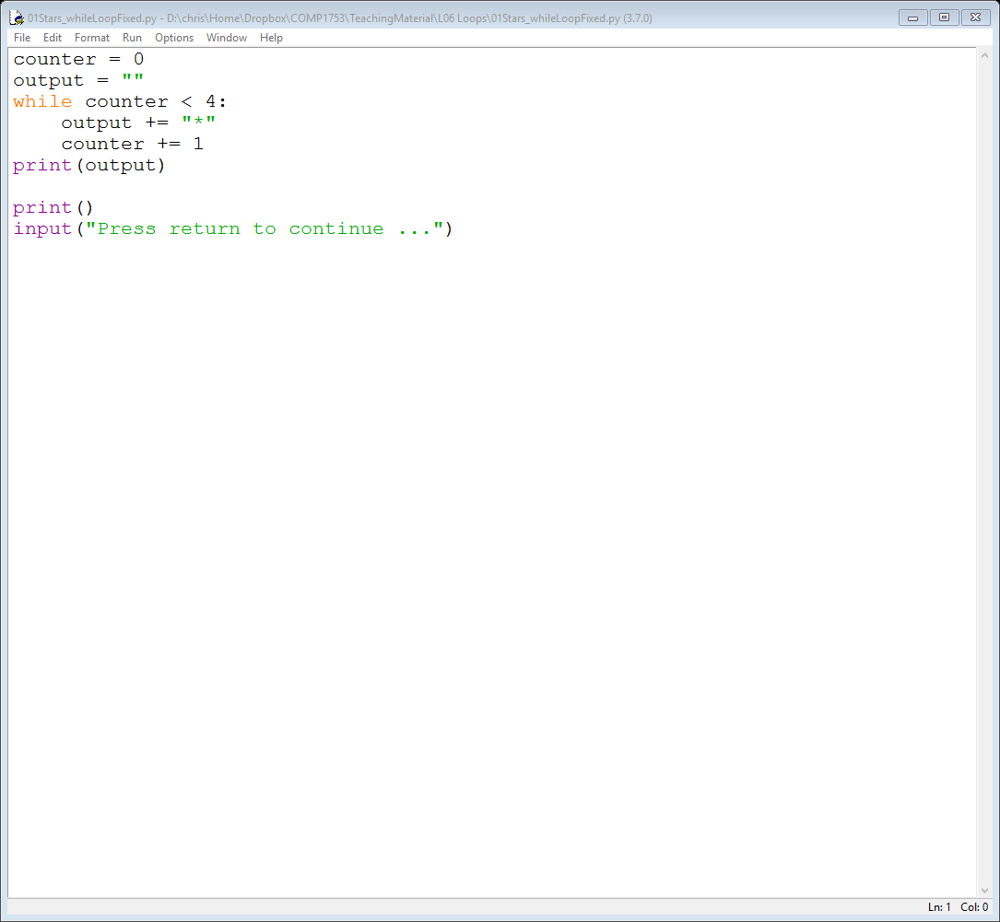 01Stars_whileLoopFixed.py - D:\chris\Home\Dropbox\COMP1753\TeachingMaterial\L06 Loops\01Stars_whileLoopFixed.py (3.7.0)
File Edit Format Run Options Window Help
counter = 0
output = ""
while counter < 4:
    output += "*"
    counter += 1
print(output)

print()
input("Press return to continue ...")
Ln: 1 Col: 0